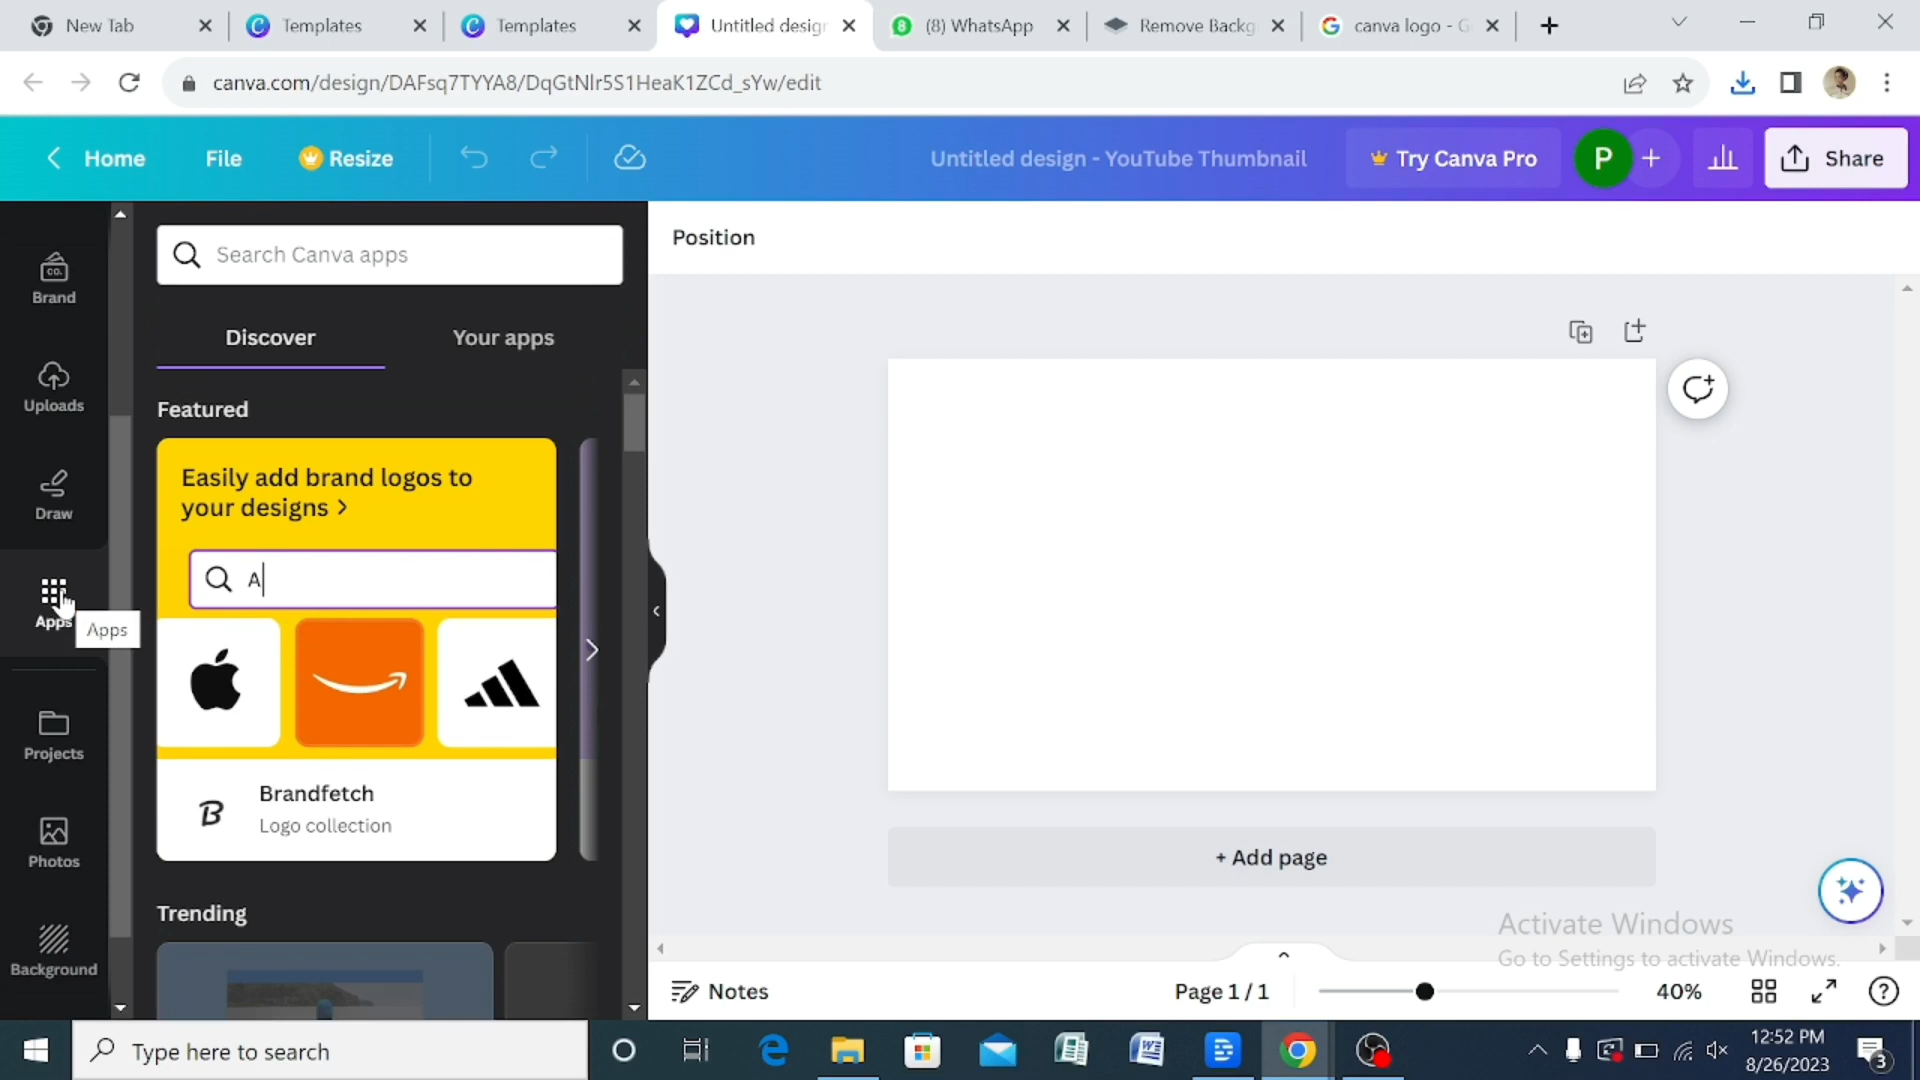 New Tab
Templates
Templates
Untitled desig
(8) WhatsApp
Remove Backg
canva logo - G
canva.com/design/DAFsq7TYYA8/DqGtNlr5S1HeaK1ZCd_sYw/edit
Home
File
Resize
Untitled design - YouTube Thumbnail
Try Canva Pro
P
Share
Brand
CO.
Uploads
Draw
Apps
Apps
Projects
Photos
Background
Search Canva apps
Discover
Your apps
Featured
Easily add brand logos to
your designs >
A
Brandfetch
Logo collection
Trending
Position
+ Add page
Activate Windows
Go to Settings to activate Windows.
Notes
Page 1 / 1
40%
Type here to search
12:52 PM
8/26/2023
3